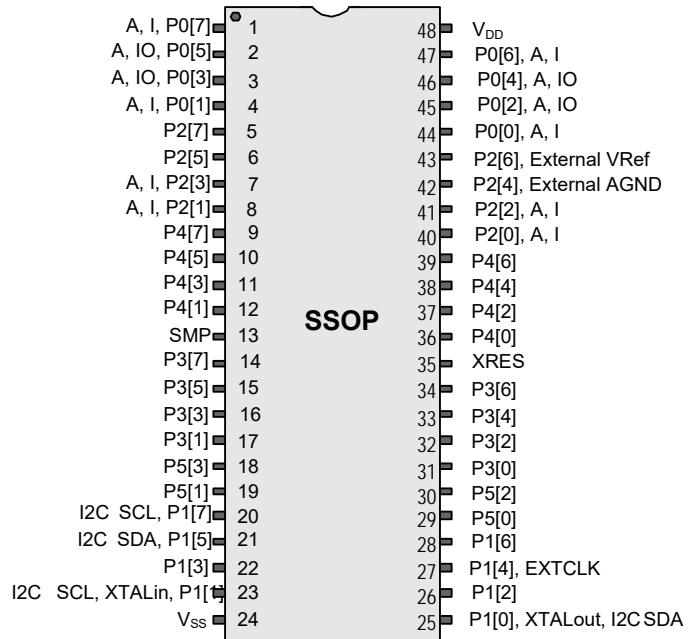 A, I, P0[7] 1 48 VDD
A, IO, P0[5] 2 47 P0[6], A, I
A, IO, P0[3] 3 46 P0[4], A, IO
A, I, P0[1] 4 45 P0[2], A, IO
P2[7] 5 44 P0[0], A, I
P2[5] 6 43 P2[6], External VRef
A, I, P2[3] 7 42 P2[4], External AGND
A, I, P2[1] 8 41 P2[2], A, I
P4[7] 9 40 P2[0], A, I
P4[5] 10 39 P4[6]
P4[3] 11 38 P4[4]
P4[1] 12 SSOP 37 P4[2]
SMP 13 36 P4[0]
P3[7] 14 35 XRES
P3[5] 15 34 P3[6]
P3[3] 16 33 P3[4]
P3[1] 17 32 P3[2]
P5[3] 18 31 P3[0]
P5[1] 19 30 P5[2]
I2C SCL, P1[7] 20 29 P5[0]
I2C SDA, P1[5] 21 28 P1[6]
P1[3] 22 27 P1[4], EXTCLK
I2C SCL, XTALin, P1[1] 23 26 P1[2]
VSS 24 25 P1[0], XTALout, I2C SDA